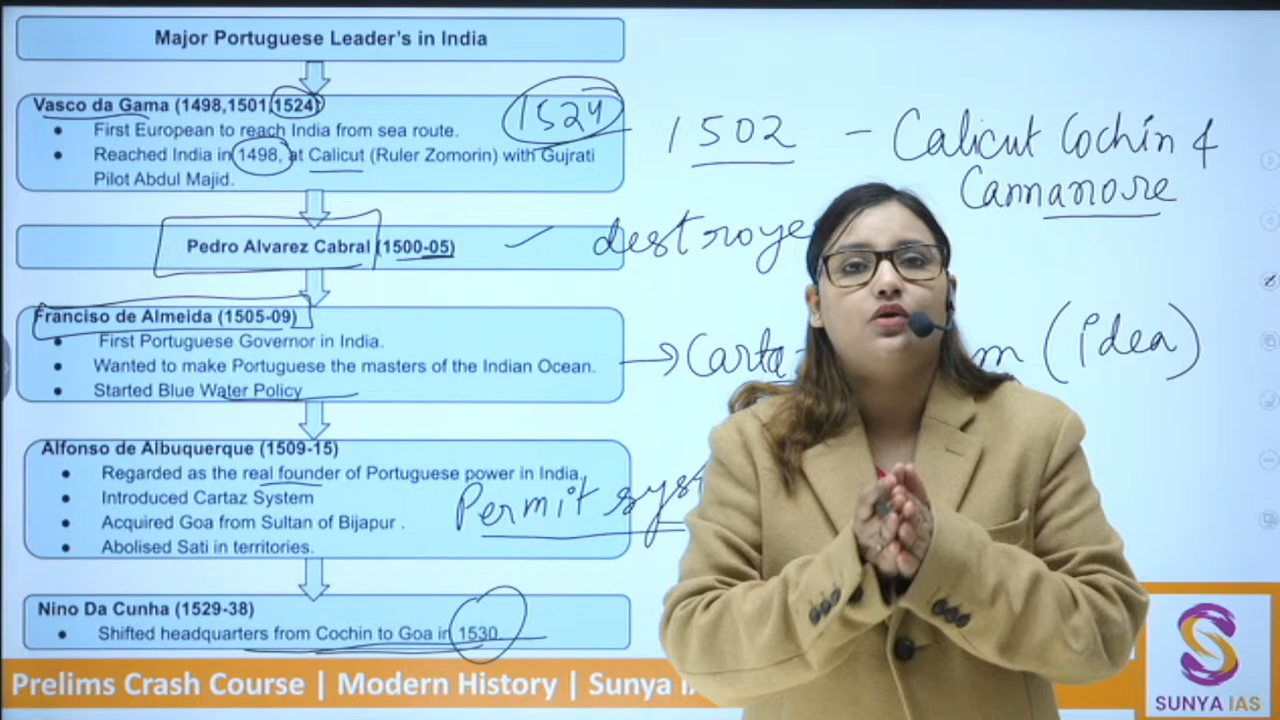 Major Portuguese Leader's in India
Vasco da Gama (1498,1501,1524)
● First European to reach India from sea route.
● Reached India in 1498, at Calicut (Ruler Zomorin) with Gujrati
Pilot Abdul Majid.
1524
1502 - Calicut Cochin &
Cannanore
Pedro Alvarez Cabral (1500-05)
destroye
Franciso de Almeida (1505-09)
● First Portuguese Governor in India.
● Wanted to make Portuguese the masters of the Indian Ocean.
● Started Blue Water Policy
→ Carta m (idea)
Alfonso de Albuquerque (1509-15)
● Regarded as the real founder of Portuguese power in India.
● Introduced Cartaz System
● Acquired Goa from Sultan of Bijapur .
● Abolised Sati in territories.
Permit sys
Nino Da Cunha (1529-38)
● Shifted headquarters from Cochin to Goa in 1530
Prelims Crash Course | Modern History | Sunya
SUNYA IAS